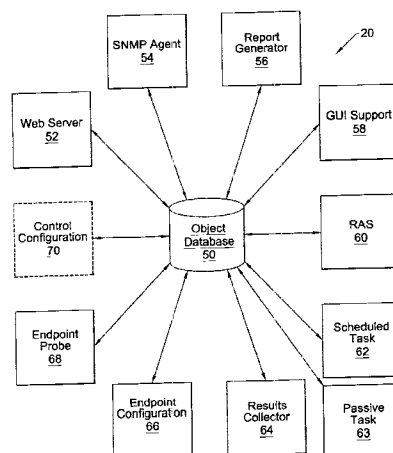 SNMP Agent
54
Report
Generator
56
20
Web Server
52
GUI Support
58
Control
Configuration
70
Object
Database
50
RAS
60
Endpoint
Probe
68
Scheduled
Task
62
Endpoint
Configuration
66
Results
Collector
64
Passive
Task
63